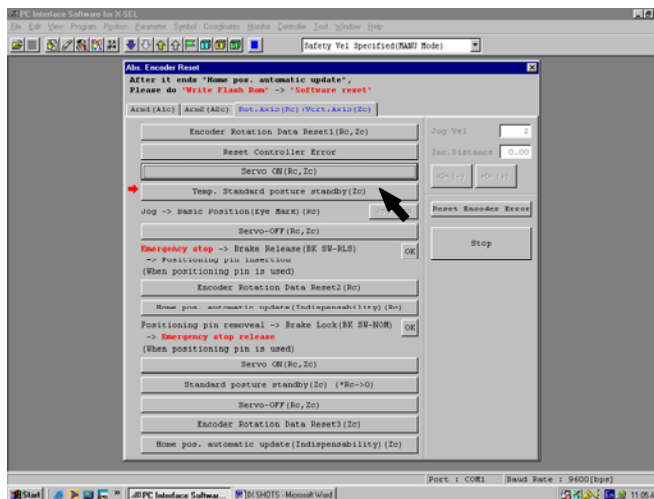 PC Interface Software for X-SEL
File Edit View Program Position Parameter Symbol Coordinates Monitor Controller Tool Window Help
Safety Vel Specified(MANU Mode)
Abs. Encoder Reset
After it ends "Home pos. automatic update",
Please do "Write Flash Rom" -> "Software reset"
Arm1(A1c) Arm2(A2c) Rot.Axis(Rc)+Vert.Axis(Zc)
Encoder Rotation Data Reset1(Rc,Zc)
Jog Vel 2
Reset Controller Error
Inc.Distance 0.00
Servo ON(Rc,Zc)
Temp. Standard posture standby(Zc)
Jog -> Basic Position(Eye Mark)(Rc)
Reset Encoder Error
Servo-OFF(Rc,Zc)
Emergency stop -> Brake Release(BK SW-RLS)
OK
Stop
-> Positioning pin insertion
(When positioning pin is used)
Encoder Rotation Data Reset2(Rc)
Home pos. automatic update(Indispensability)(Rc)
Positioning pin removeal -> Brake Lock(BK SW-NOM)
OK
-> Emergency stop release
(When positioning pin is used)
Servo ON(Rc,Zc)
Standard posture standby(Zc) (*Rc->0)
Servo-OFF(Rc,Zc)
Encoder Rotation Data Reset3(Zc)
Home pos. automatic update(Indispensability)(Zc)
Port : COM1 Baud Rate : 9600[bps]
Start PC Interface Softwar... IX SHOTS - Microsoft Word 11:05